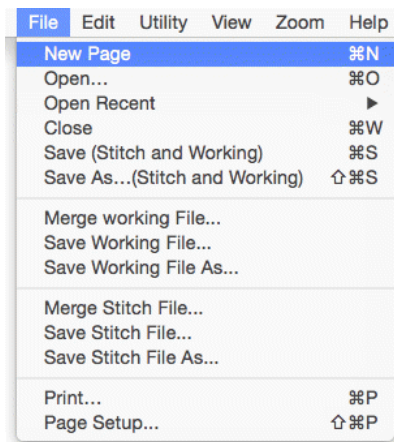 File Edit Utility View Zoom Help
New Page ⌘N
Open... ⌘O
Open Recent ▶
Close ⌘W
Save (Stitch and Working) ⌘S
Save As...(Stitch and Working) ⇧⌘S
Merge working File...
Save Working File...
Save Working File As...
Merge Stitch File...
Save Stitch File...
Save Stitch File As...
Print... ⌘P
Page Setup... ⇧⌘P